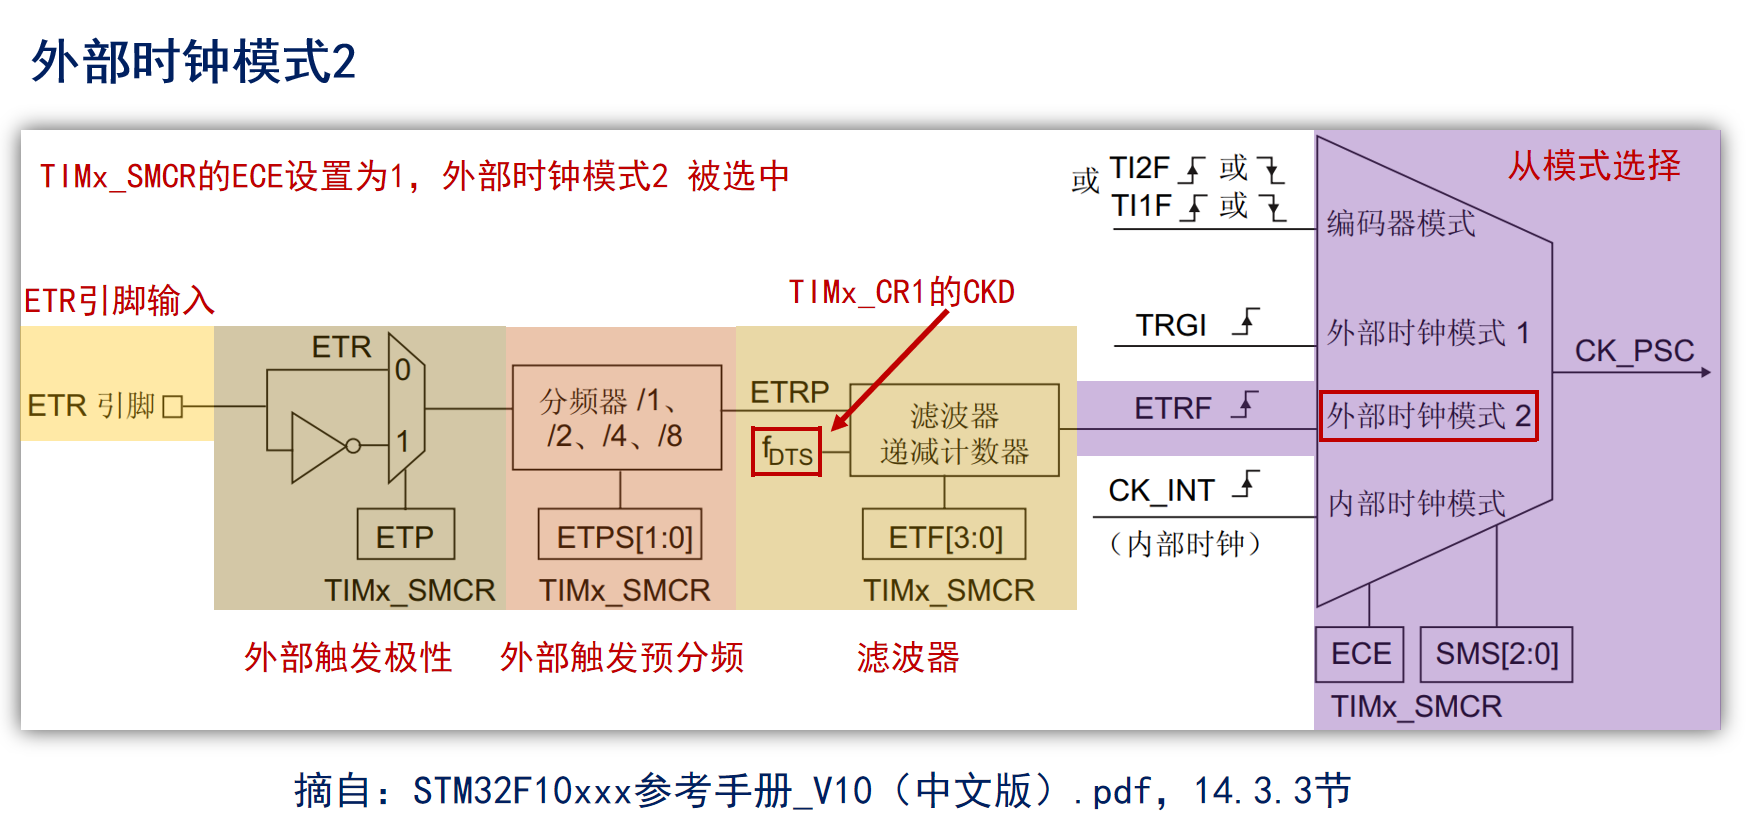 外部时钟模式2
TIMx_SMCR的ECE设置为1，外部时钟模式2 被选中
从模式选择
或 TI2F 或
TI1F 或
编码器模式
TIMx_CR1的CKD
ETR引脚输入
TRGI
外部时钟模式 1
CK_PSC
ETR
0
1
ETR 引脚
分频器 /1、
/2、/4、/8
ETRP
fDTS
滤波器
递减计数器
ETRF
外部时钟模式 2
CK_INT
（内部时钟）
内部时钟模式
ETP
TIMx_SMCR
ETPS[1:0]
TIMx_SMCR
ETF[3:0]
TIMx_SMCR
外部触发极性
外部触发预分频
滤波器
ECE
SMS[2:0]
TIMx_SMCR
摘自：STM32F10xxx参考手册_V10（中文版）.pdf，14.3.3节